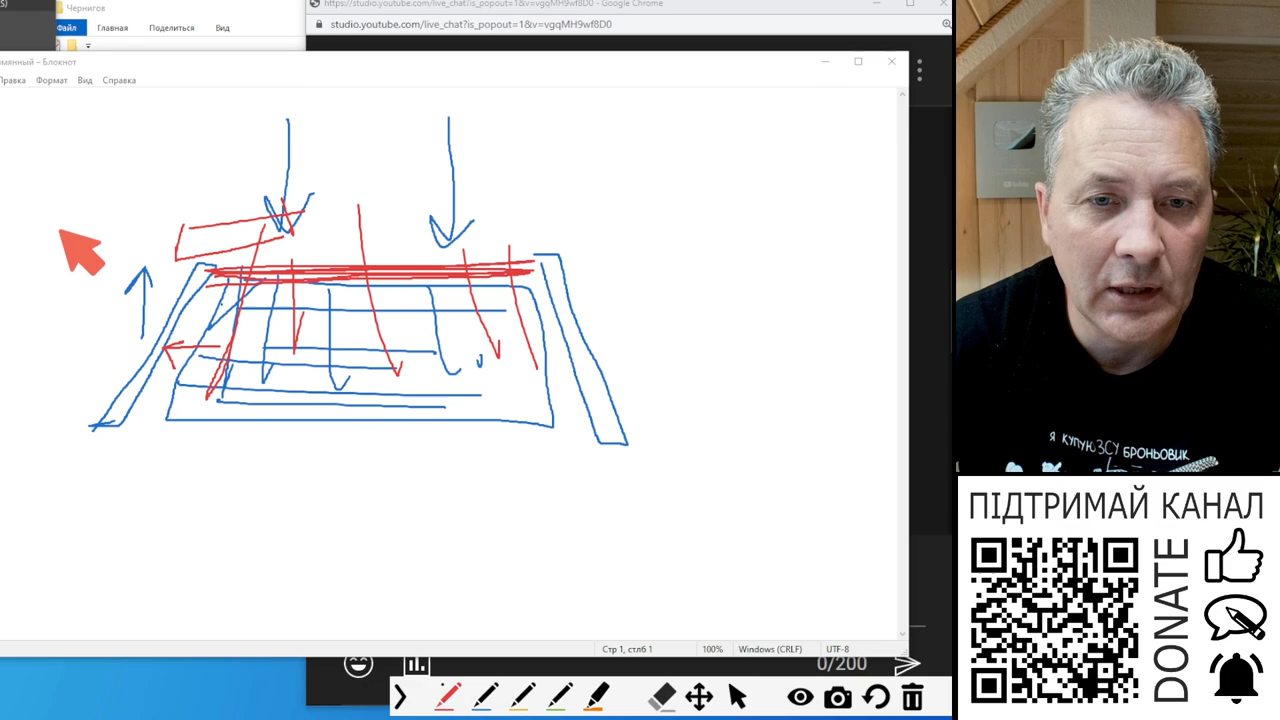 Чернигов
Файл
Главная
Поделиться
Вид
https://studio.youtube.com/live_chat?is_popout=1&v=vgqMH9wf8D0 - Google Chrome
studio.youtube.com/live_chat?is_popout=1&v=vgqMH9wf8D0
– Блокнот
Формат
Вид
Справка
Стр 1, стлб 1
100%
Windows (CRLF)
UTF-8
0/200
Я КУПУЮ ЗСУ БРОНЬОВИК
ПІДТРИМАЙ КАНАЛ
DONATE